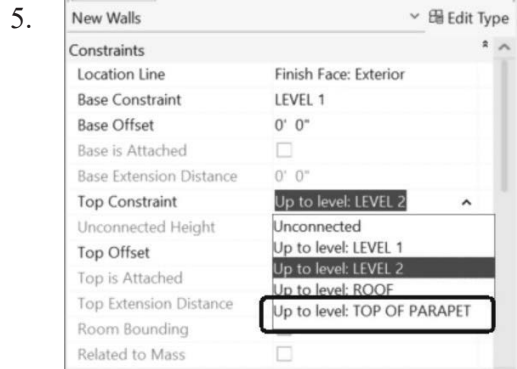 5.
New Walls Edit Type
Constraints
Location Line Finish Face: Exterior
Base Constraint LEVEL 1
Base Offset 0' 0"
Base is Attached
Base Extension Distance 0' 0"
Top Constraint Up to level: LEVEL 2
Unconnected Height Unconnected
Top Offset Up to level: LEVEL 1
Up to level: LEVEL 2
Top is Attached Up to level: ROOF
Top Extension Distance Up to level: TOP OF PARAPET
Room Bounding
Related to Mass